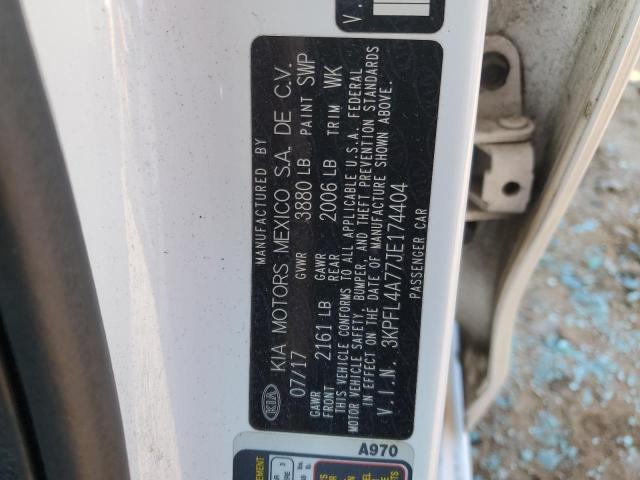 MANUFACTURED BY
KIA KIA MOTORS MEXICO S.A. DE C.V.
07/17 GVWR 3880 LB PAINT SWP
GAWR FRONT 2161 LB GAWR REAR 2006 LB TRIM WK
THIS VEHICLE CONFORMS TO ALL APPLICABLE U.S.A. FEDERAL
MOTOR VEHICLE SAFETY, BUMPER, AND THEFT PREVENTION STANDARDS
IN EFFECT ON THE DATE OF MANUFACTURE SHOWN ABOVE.
V.I.N. 3KPFL4A77JE174404
PASSENGER CAR
A970
V.